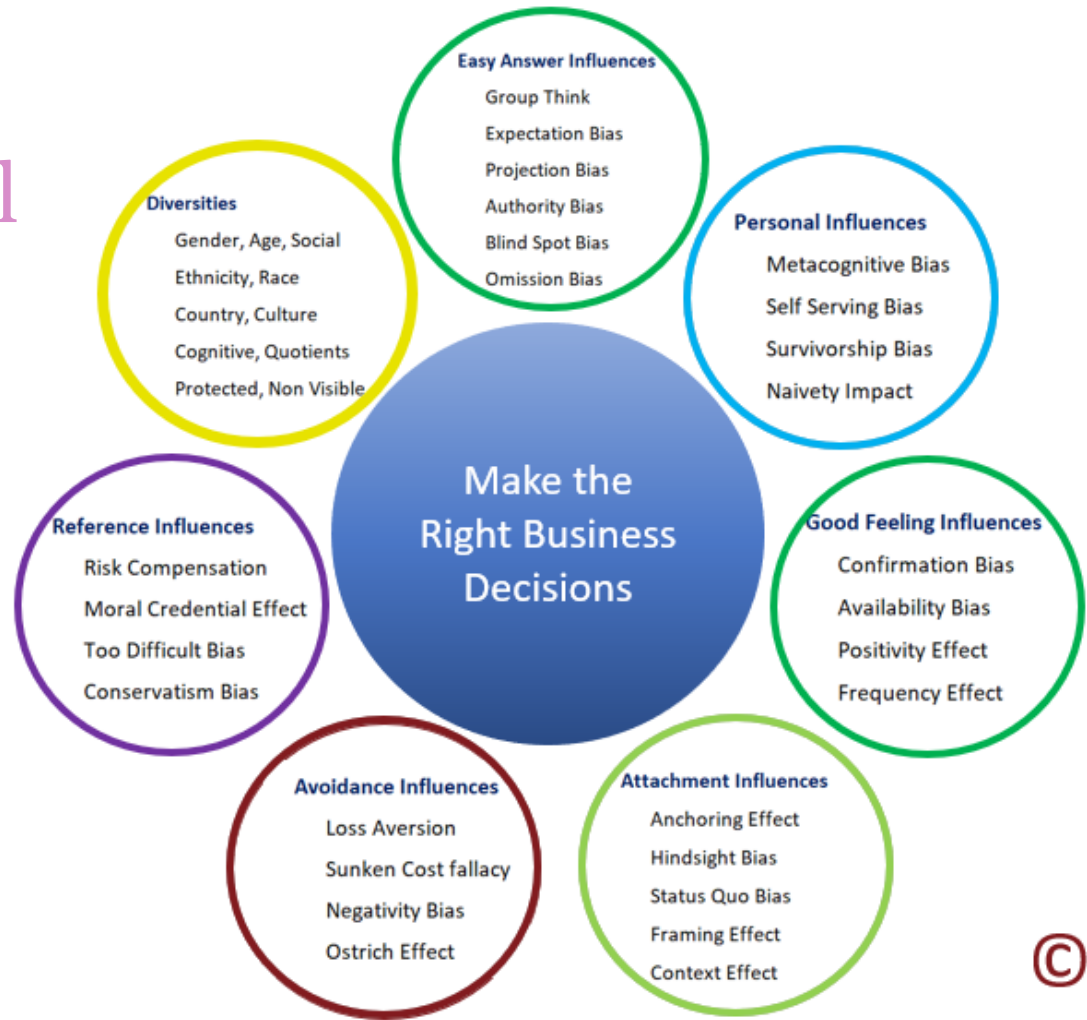 l
Easy Answer Influences
Group Think
Expectation Bias
Projection Bias
Authority Bias
Blind Spot Bias
Omission Bias
Personal Influences
Metacognitive Bias
Self Serving Bias
Survivorship Bias
Naivety Impact
Good Feeling Influences
Confirmation Bias
Availability Bias
Positivity Effect
Frequency Effect
Attachment Influences
Anchoring Effect
Hindsight Bias
Status Quo Bias
Framing Effect
Context Effect
Avoidance Influences
Loss Aversion
Sunken Cost fallacy
Negativity Bias
Ostrich Effect
Reference Influences
Risk Compensation
Moral Credential Effect
Too Difficult Bias
Conservatism Bias
Diversities
Gender, Age, Social
Ethnicity, Race
Country, Culture
Cognitive, Quotients
Protected, Non Visible
Make the
Right Business
Decisions
©